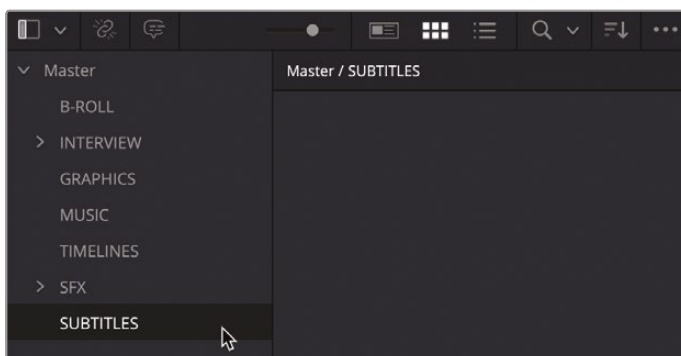 Master
Master / SUBTITLES
B-ROLL
INTERVIEW
GRAPHICS
MUSIC
TIMELINES
SFX
SUBTITLES